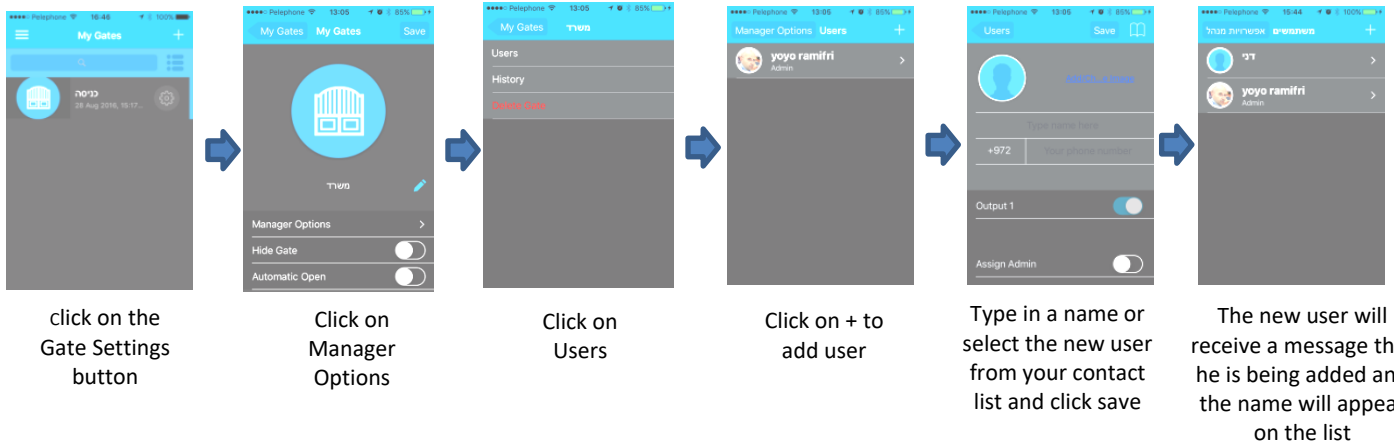 Pelephone 16:46 100%
My Gates +
כניסה
28 Aug 2016, 15:17...
Click on the
Gate Settings
button
Pelephone 13:05 85%
My Gates My Gates Save
משרד
Manager Options
Hide Gate
Automatic Open
Click on
Manager
Options
Pelephone 13:05 85%
My Gates משרד
Users
History
Delete Gate
Click on
Users
Pelephone 13:05 85%
Manager Options Users +
yoyo ramifri
Admin
Click on + to
add user
Pelephone 13:05 85%
Users Save
Type name here
+972 Your phone number
Output 1
Assign Admin
Type in a name or
select the new user
from your contact
list and click save
Pelephone 15:44 100%
אפשרויות מנהל משתמשים +
דני
yoyo ramifri
Admin
The new user will
receive a message th
he is being added an
the name will appea
on the list